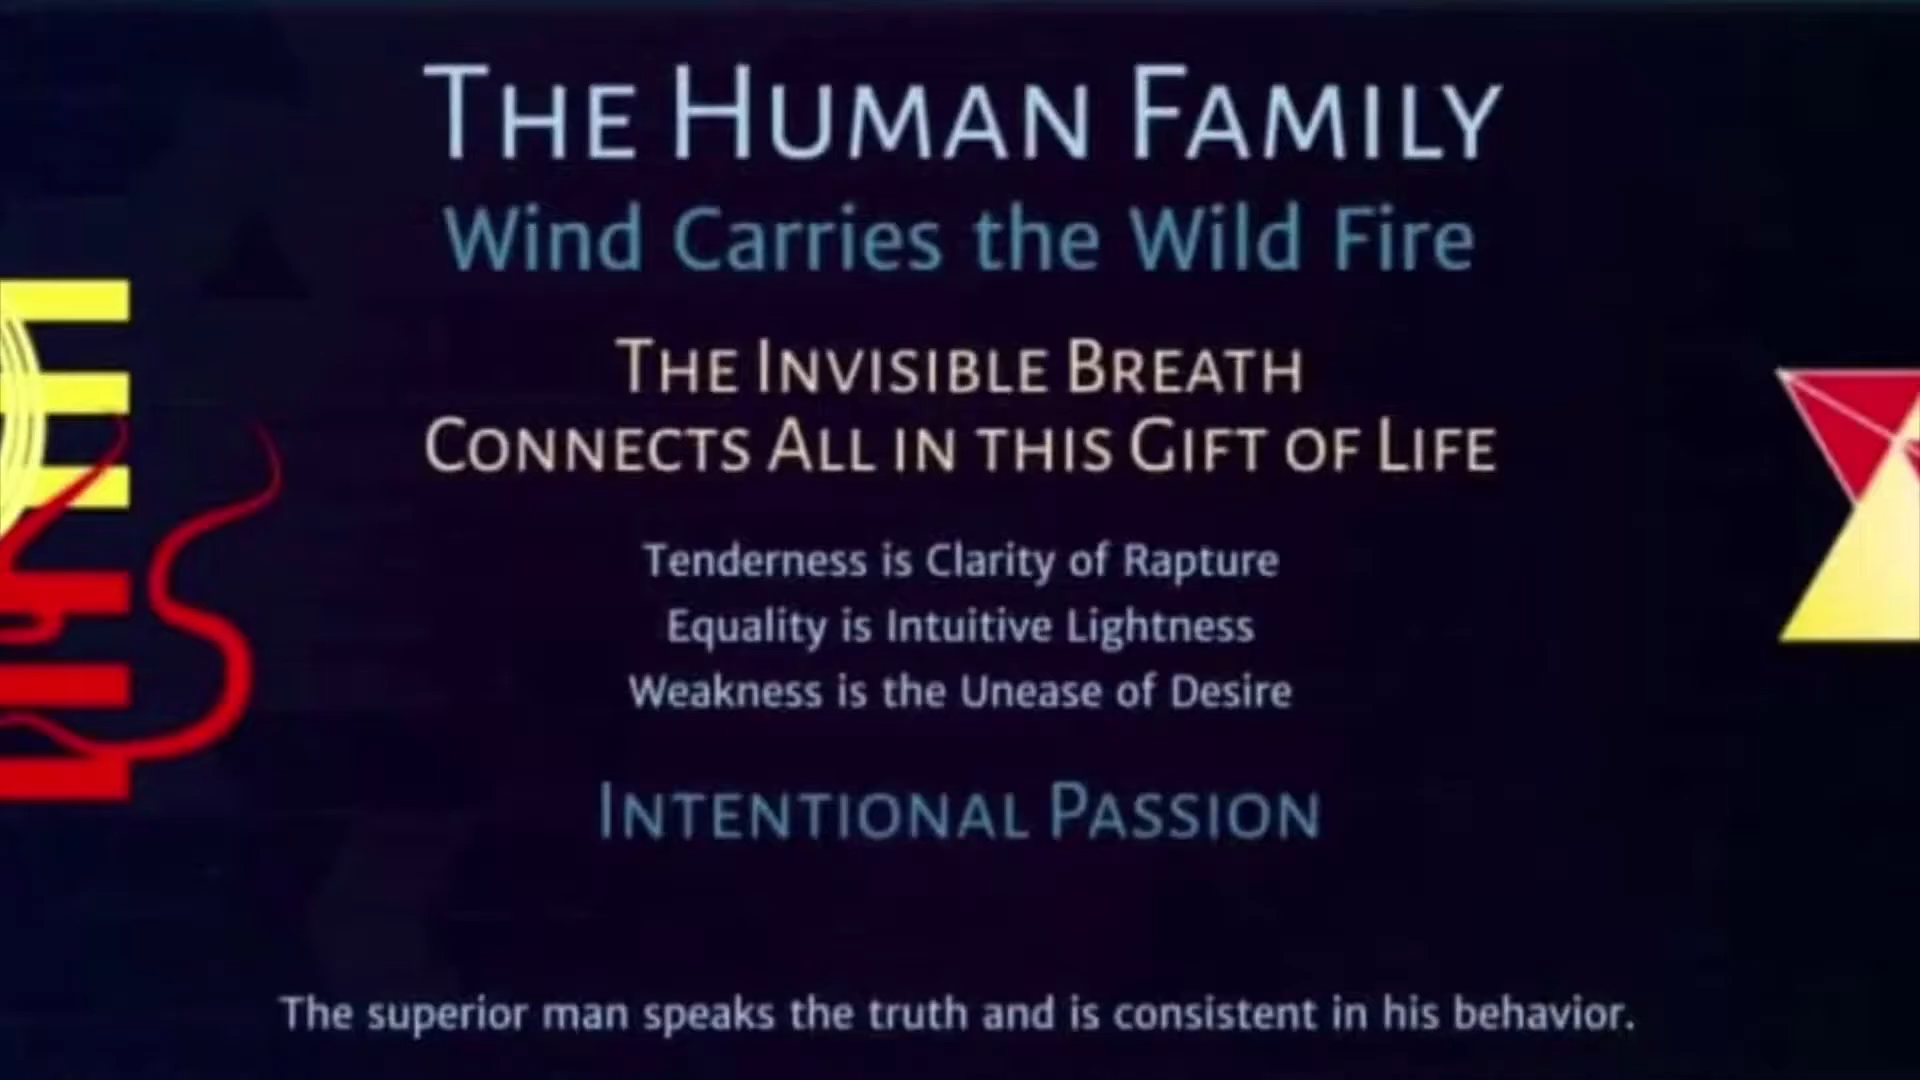 The Human Family
Wind Carries the Wild Fire
The Invisible Breath
Connects All in this Gift of Life
Tenderness is Clarity of Rapture
Equality is Intuitive Lightness
Weakness is the Unease of Desire
Intentional Passion
The superior man speaks the truth and is consistent in his behavior.